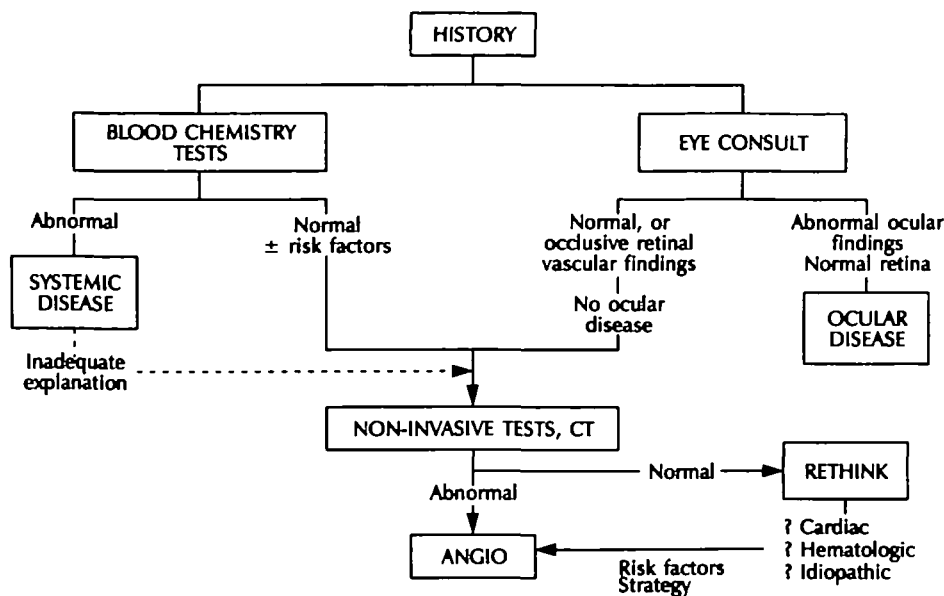 HISTORY
BLOOD CHEMISTRY
TESTS
EYE CONSULT
Abnormal
Normal
± risk factors
Normal, or
occlusive retinal
vascular findings
No ocular
disease
Abnormal ocular
findings
Normal retina
SYSTEMIC
DISEASE
OCULAR
DISEASE
Inadequate
explanation
NON-INVASIVE TESTS, CT
Normal
RETHINK
Abnormal
ANGIO
Risk factors
Strategy
? Cardiac
? Hematologic
? Idiopathic